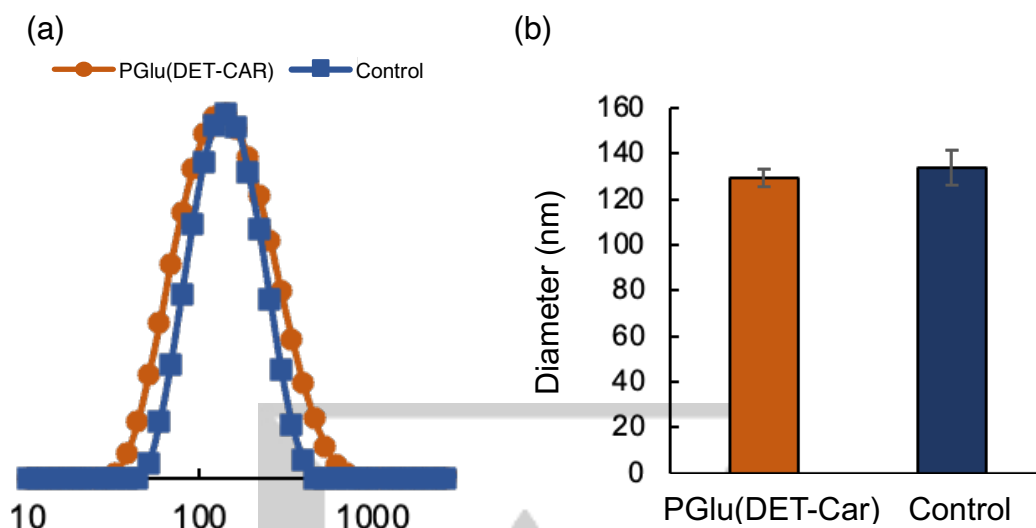 (a)
PGlu(DET-CAR) Control
10 100 1000
(b)
Diameter (nm)
160
140
120
100
80
60
40
20
0
PGlu(DET-Car) Control